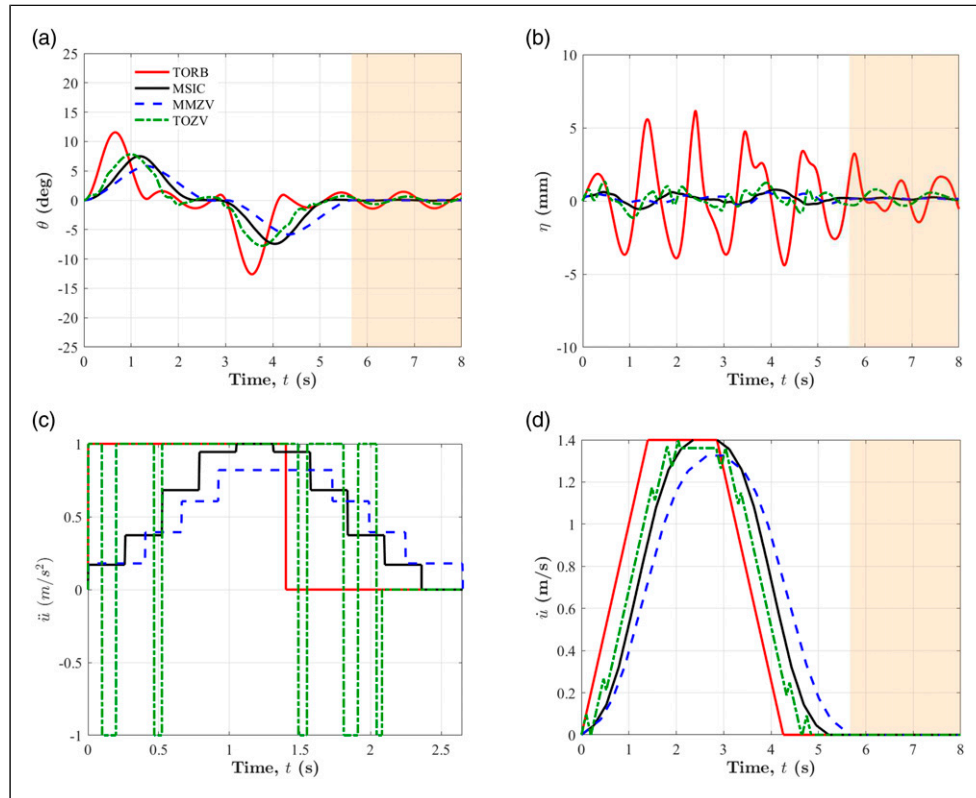 (a)
25
20
15
10
5
0
-5
-10
-15
-20
-25
θ (deg)
TORB
MSIC
MMZV
TOZV
0 1 2 3 4 5 6 7 8
Time, t (s)
(b)
10
5
0
-5
-10
η (mm)
0 1 2 3 4 5 6 7 8
Time, t (s)
(c)
1
0.5
0
-0.5
-1
ü (m/s²)
0 0.5 1 1.5 2 2.5
Time, t (s)
(d)
1.4
1.2
1
0.8
0.6
0.4
0.2
0
u̇ (m/s)
0 1 2 3 4 5 6 7 8
Time, t (s)